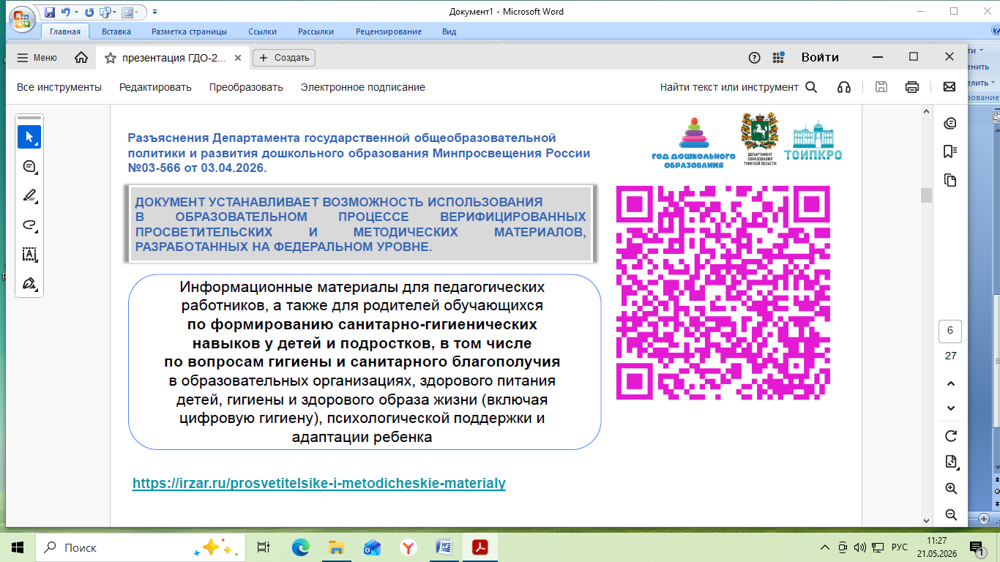 Документ1 - Microsoft Word
Главная Вставка Разметка страницы Ссылки Рассылки Рецензирование Вид
Меню презентация ГДО-2... Создать Войти
Все инструменты Редактировать Преобразовать Электронное подписание Найти текст или инструмент
Разъяснения Департамента государственной общеобразовательной
политики и развития дошкольного образования Минпросвещения России
№03-566 от 03.04.2026.
ГОД ДОШКОЛЬНОГО
ОБРАЗОВАНИЯ
ДЕПАРТАМЕНТ
ОБРАЗОВАНИЯ
ТОМСКОЙ ОБЛАСТИ
ТОИПКРО
ДОКУМЕНТ УСТАНАВЛИВАЕТ ВОЗМОЖНОСТЬ ИСПОЛЬЗОВАНИЯ
В ОБРАЗОВАТЕЛЬНОМ ПРОЦЕССЕ ВЕРИФИЦИРОВАННЫХ
ПРОСВЕТИТЕЛЬСКИХ И МЕТОДИЧЕСКИХ МАТЕРИАЛОВ,
РАЗРАБОТАННЫХ НА ФЕДЕРАЛЬНОМ УРОВНЕ.
Информационные материалы для педагогических
работников, а также для родителей обучающихся
по формированию санитарно-гигиенических
навыков у детей и подростков, в том числе
по вопросам гигиены и санитарного благополучия
в образовательных организациях, здорового питания
детей, гигиены и здорового образа жизни (включая
цифровую гигиену), психологической поддержки и
адаптации ребенка
https://irzar.ru/prosvetitelsike-i-metodicheskie-materialy
6
27
Поиск
РУС
11:27
21.05.2026
1